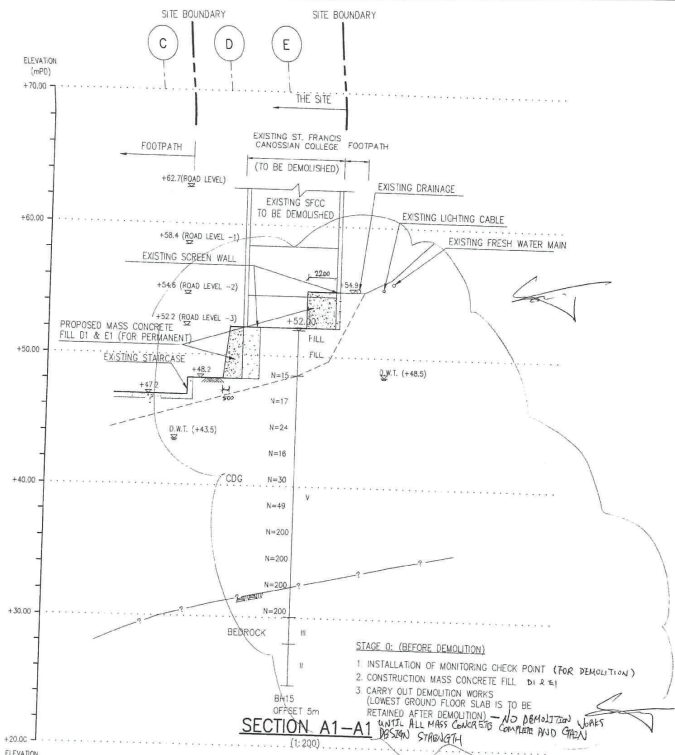 SITE BOUNDARY
SITE BOUNDARY
C
D
E
ELEVATION
(mPD)
+70.00
THE SITE
FOOTPATH
EXISTING ST. FRANCIS
CANOSSIAN COLLEGE
FOOTPATH
(TO BE DEMOLISHED)
+62.7(ROAD LEVEL)
EXISTING DRAINAGE
EXISTING SFCC
TO BE DEMOLISHED
EXISTING LIGHTING CABLE
+60.00
EXISTING FRESH WATER MAIN
+58.4 (ROAD LEVEL -1)
EXISTING SCREEN WALL
2200
+54.6 (ROAD LEVEL -2)
+54.9
+52.2 (ROAD LEVEL -3)
+52.00
PROPOSED MASS CONCRETE
FILL D1 & E1 (FOR PERMANENT)
FILL
+50.00
FILL
EXISTING STAIRCASE
+48.2
N=15
D.W.T. (+48.5)
+47.2
500
N=17
D.W.T. (+43.5)
N=24
N=16
+40.00
CDG
N=30
V
N=49
N=200
N=200
N=200
+30.00
N=200
BEDROCK
III
II
STAGE 0: (BEFORE DEMOLITION)
1. INSTALLATION OF MONITORING CHECK POINT (FOR DEMOLITION)
2. CONSTRUCTION MASS CONCRETE FILL D1 & E1
3. CARRY OUT DEMOLITION WORKS
(LOWEST GROUND FLOOR SLAB IS TO BE
RETAINED AFTER DEMOLITION) — NO DEMOLITION WORKS
UNTIL ALL MASS CONCRETE COMPLETE AND GAIN
DESIGN STRENGTH
BH15
OFFSET 5m
SECTION A1-A1
(1:200)
+20.00
ELEVATION